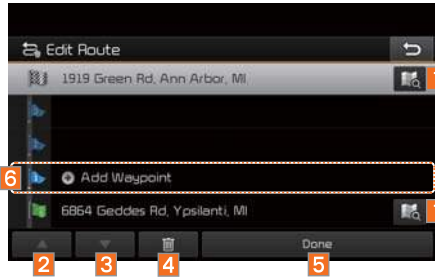 Edit Route
1919 Green Rd, Ann Arbor, MI
6 Add Waypoint
6864 Geddes Rd, Ypsilanti, MI
Done
2 3 4 5